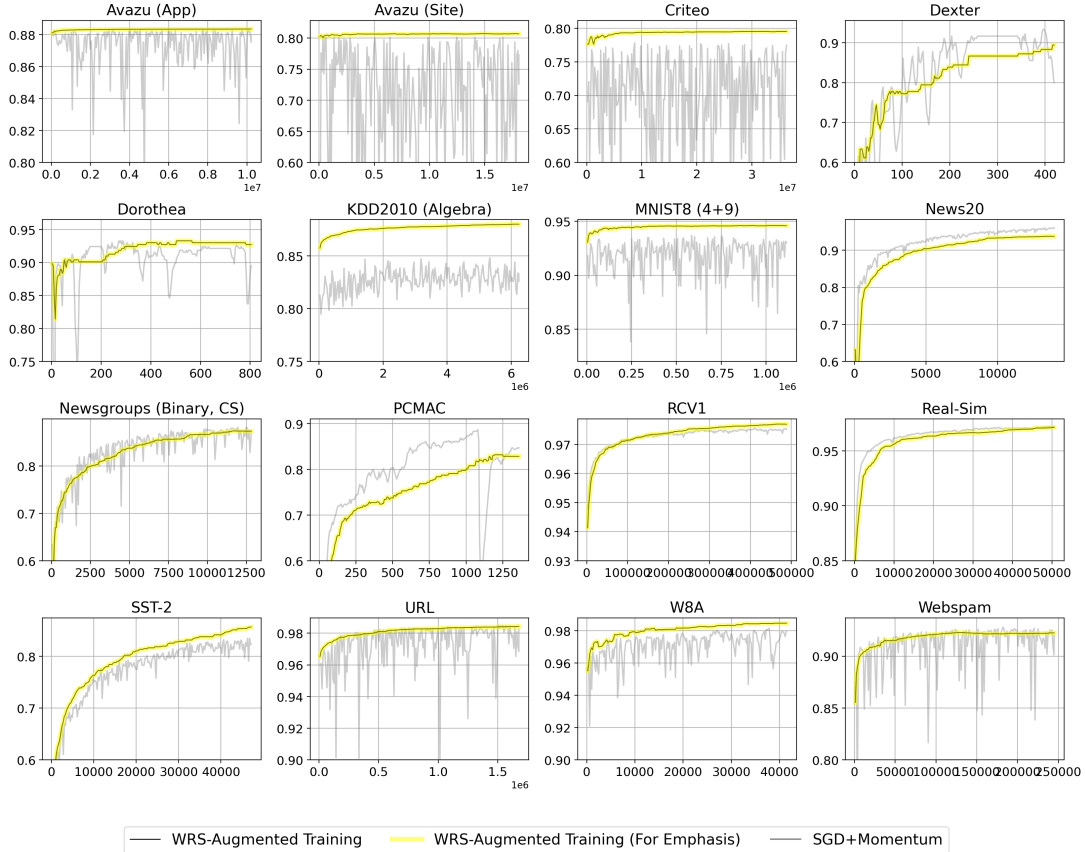 Avazu (App) Avazu (Site) Criteo Dexter
0.88 0.80 0.80 0.9
0.86 0.75 0.75 0.8
0.84 0.70 0.70
0.82 0.65 0.65 0.7
0.80 0.60 0.60 0.6
0.0 0.2 0.4 0.6 0.8 1.0 0.0 0.5 1.0 1.5 0 1 2 3 0 100 200 300 400
1e7 1e7 1e7
Dorothea KDD2010 (Algebra) MNIST8 (4+9) News20
0.95 0.95
0.90 0.85 0.90 0.9
0.85 0.80 0.8
0.80 0.85 0.7
0.75 0.75 0.6
0 200 400 600 800 0 2 4 6 0.00 0.25 0.50 0.75 1.00 0 5000 10000
1e6 1e6
Newsgroups (Binary, CS) PCMAC RCV1 Real-Sim
0.8 0.9 0.97 0.95
0.7 0.8 0.96 0.90
0.7 0.95
0.94
0.6 0.6 0.93 0.85
0 2500 5000 7500 10000 12500 0 250 500 750 1000 1250 0 100000 200000 300000 400000 500000 0 10000 20000 30000 40000 50000
SST-2 URL W8A Webspam
0.8 0.98 0.98 0.90
0.96 0.96
0.7 0.94 0.94 0.85
0.92 0.92
0.6 0.90 0.90 0.80
0 10000 20000 30000 40000 0.0 0.5 1.0 1.5 0 10000 20000 30000 40000 0 50000 100000 150000 200000 250000
1e6
WRS-Augmented Training WRS-Augmented Training (For Emphasis) SGD+Momentum